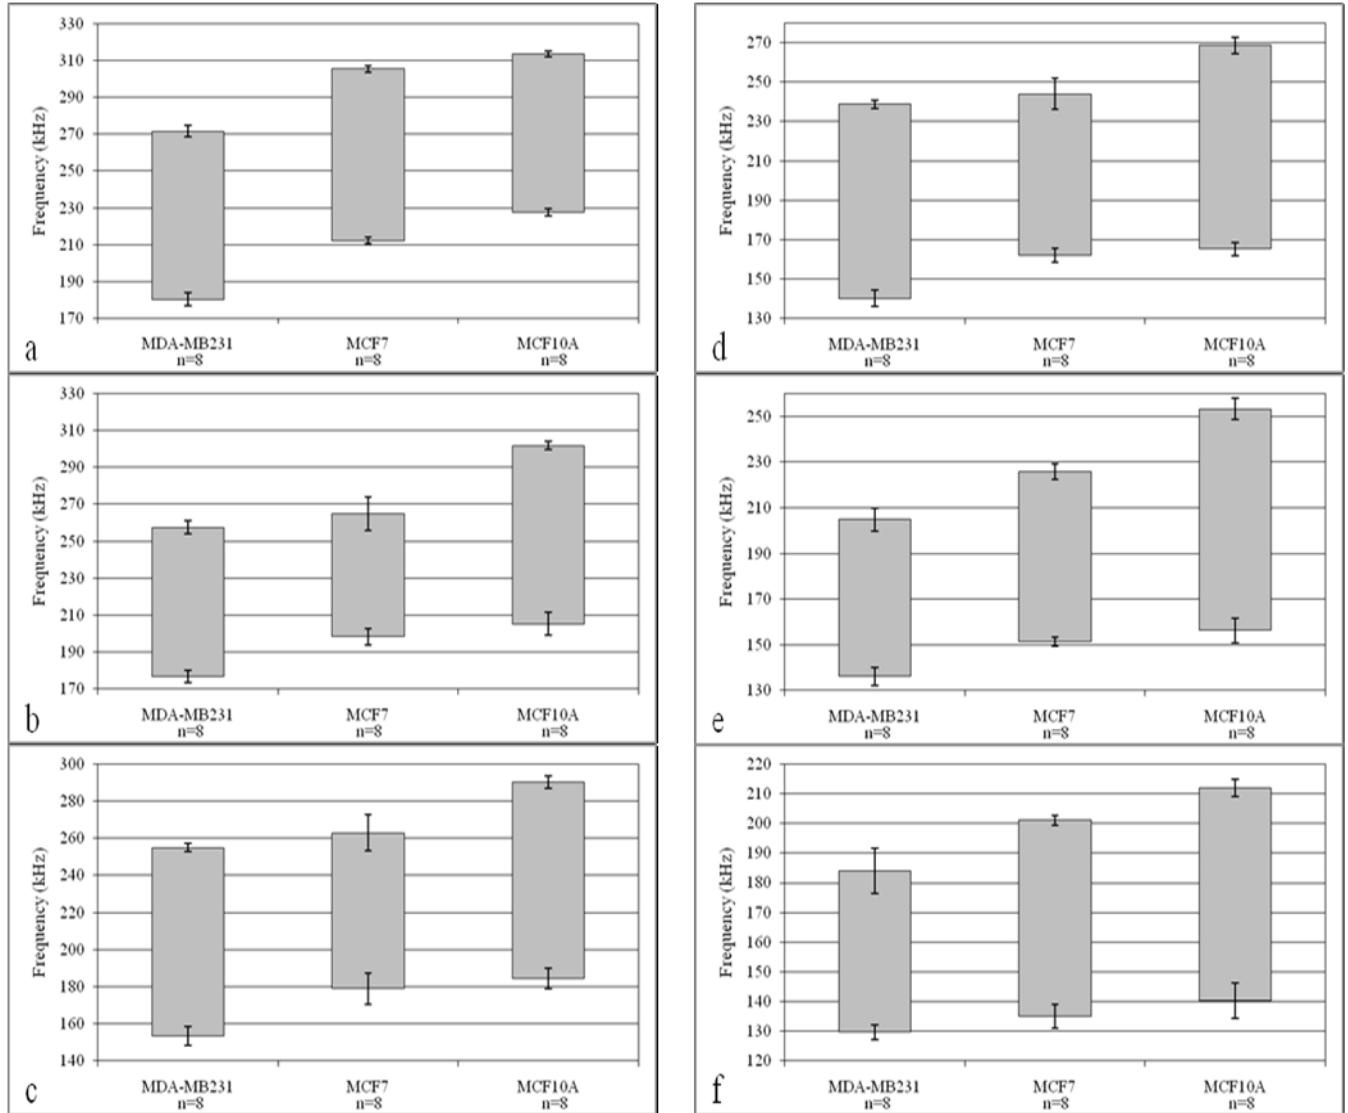 330
310
290
270
250
230
210
190
170
Frequency (kHz)
MDA-MB231
n=8
MCF7
n=8
MCF10A
n=8
a
330
310
290
270
250
230
210
190
170
Frequency (kHz)
MDA-MB231
n=8
MCF7
n=8
MCF10A
n=8
b
300
280
260
240
220
200
180
160
140
Frequency (kHz)
MDA-MB231
n=8
MCF7
n=8
MCF10A
n=8
c
270
250
230
210
190
170
150
130
Frequency (kHz)
MDA-MB231
n=8
MCF7
n=8
MCF10A
n=8
d
250
230
210
190
170
150
130
Frequency (kHz)
MDA-MB231
n=8
MCF7
n=8
MCF10A
n=8
e
220
210
200
190
180
170
160
150
140
130
120
Frequency (kHz)
MDA-MB231
n=8
MCF7
n=8
MCF10A
n=8
f